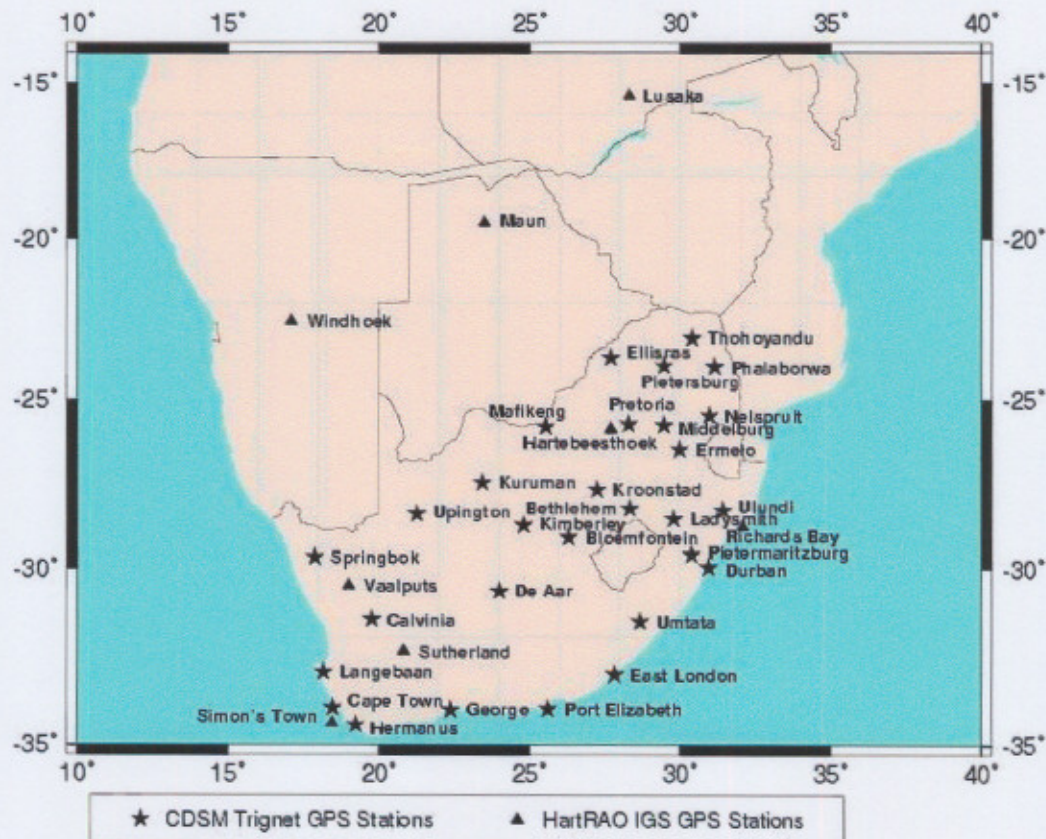 10° 15° 20° 25° 30° 35° 40°
-15° -15°
Lusaka
Maun
-20° -20°
Windhoek
Thohoyandu
Ellisras
Phalaborwa
Pietersburg
-25° -25°
Pretoria
Mafikeng
Nelspruit
Middelburg
Hartebeesthoek
Ermelo
Kuruman
Kroonstad
Bethlehem
Ulundi
Upington
Ladysmith
Kimberley
Richards Bay
Bloemfontein
Pietermaritzburg
Springbok
-30° -30°
Durban
Vaalputs
De Aar
Calvinia
Umtata
Sutherland
Langebaan
East London
Cape Town
George
Port Elizabeth
Simon's Town
Hermanus
-35° -35°
10° 15° 20° 25° 30° 35° 40°
CDSM Trignet GPS Stations
HartRAO IGS GPS Stations